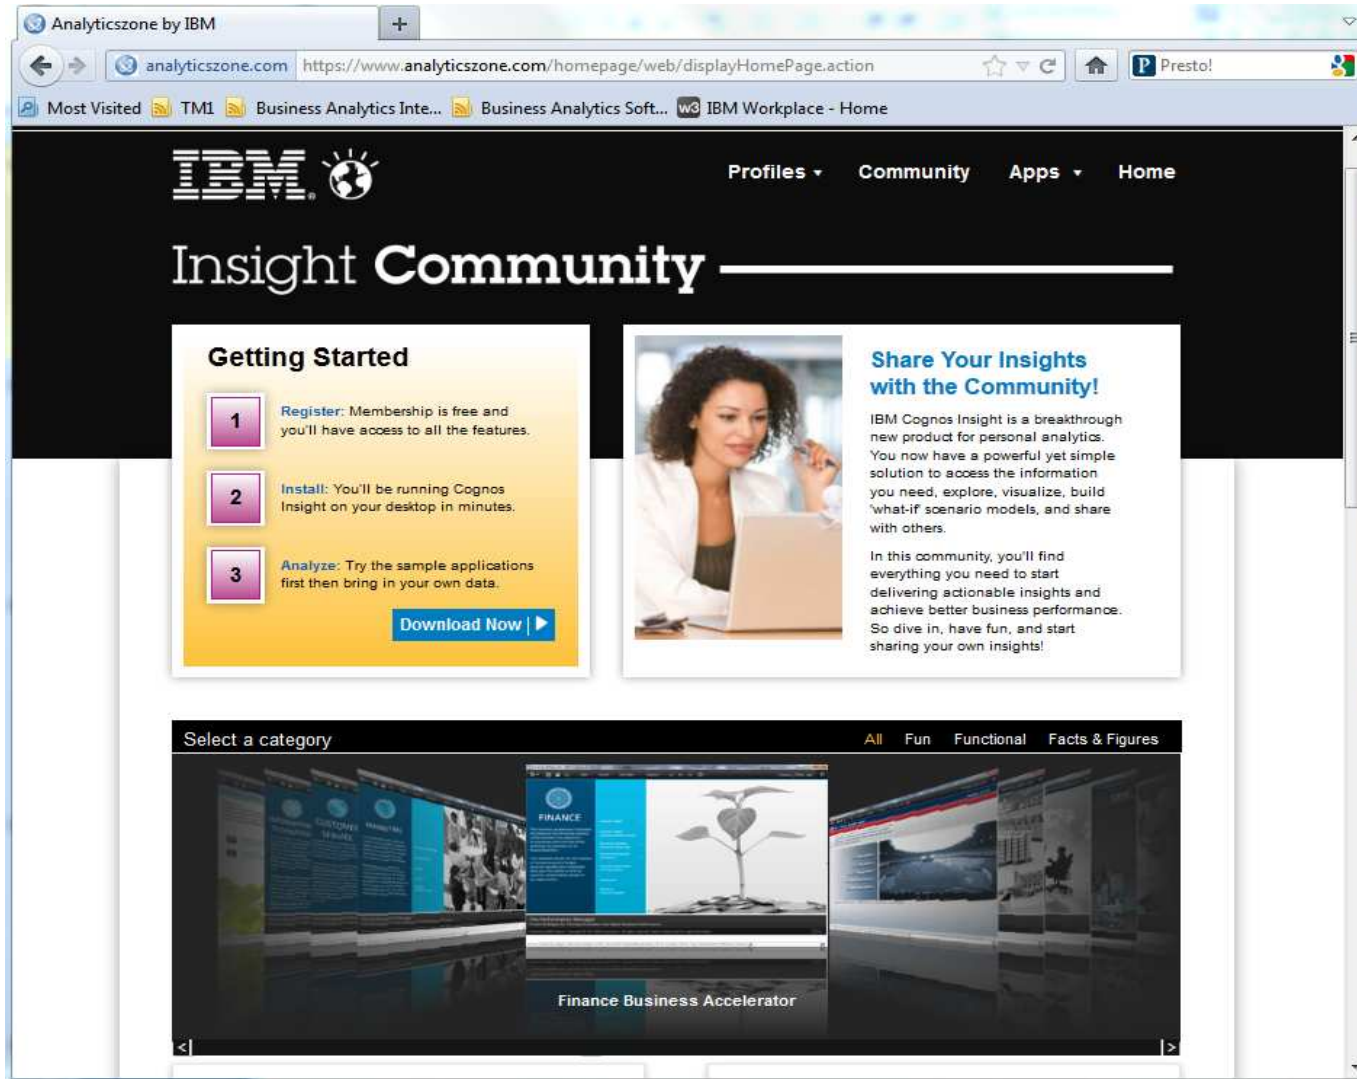 Analyticszone by IBM
analyticszone.com https://www.analyticszone.com/homepage/web/displayHomePage.action
Presto!
Most Visited TM1 Business Analytics Inte... Business Analytics Soft... w3 IBM Workplace - Home
IBM.
Profiles Community Apps Home
Insight Community
Getting Started
1
Register: Membership is free and
you'll have access to all the features.
2
Install: You'll be running Cognos
Insight on your desktop in minutes.
3
Analyze: Try the sample applications
first then bring in your own data.
Download Now |
Share Your Insights
with the Community!
IBM Cognos Insight is a breakthrough
new product for personal analytics.
You now have a powerful yet simple
solution to access the information
you need, explore, visualize, build
'what-if' scenario models, and share
with others.
In this community, you'll find
everything you need to start
delivering actionable insights and
achieve better business performance.
So dive in, have fun, and start
sharing your own insights!
Select a category
All Fun Functional Facts & Figures
CUSTOMER
SERVICE
MARKETING
FINANCE
Finance Business Accelerator